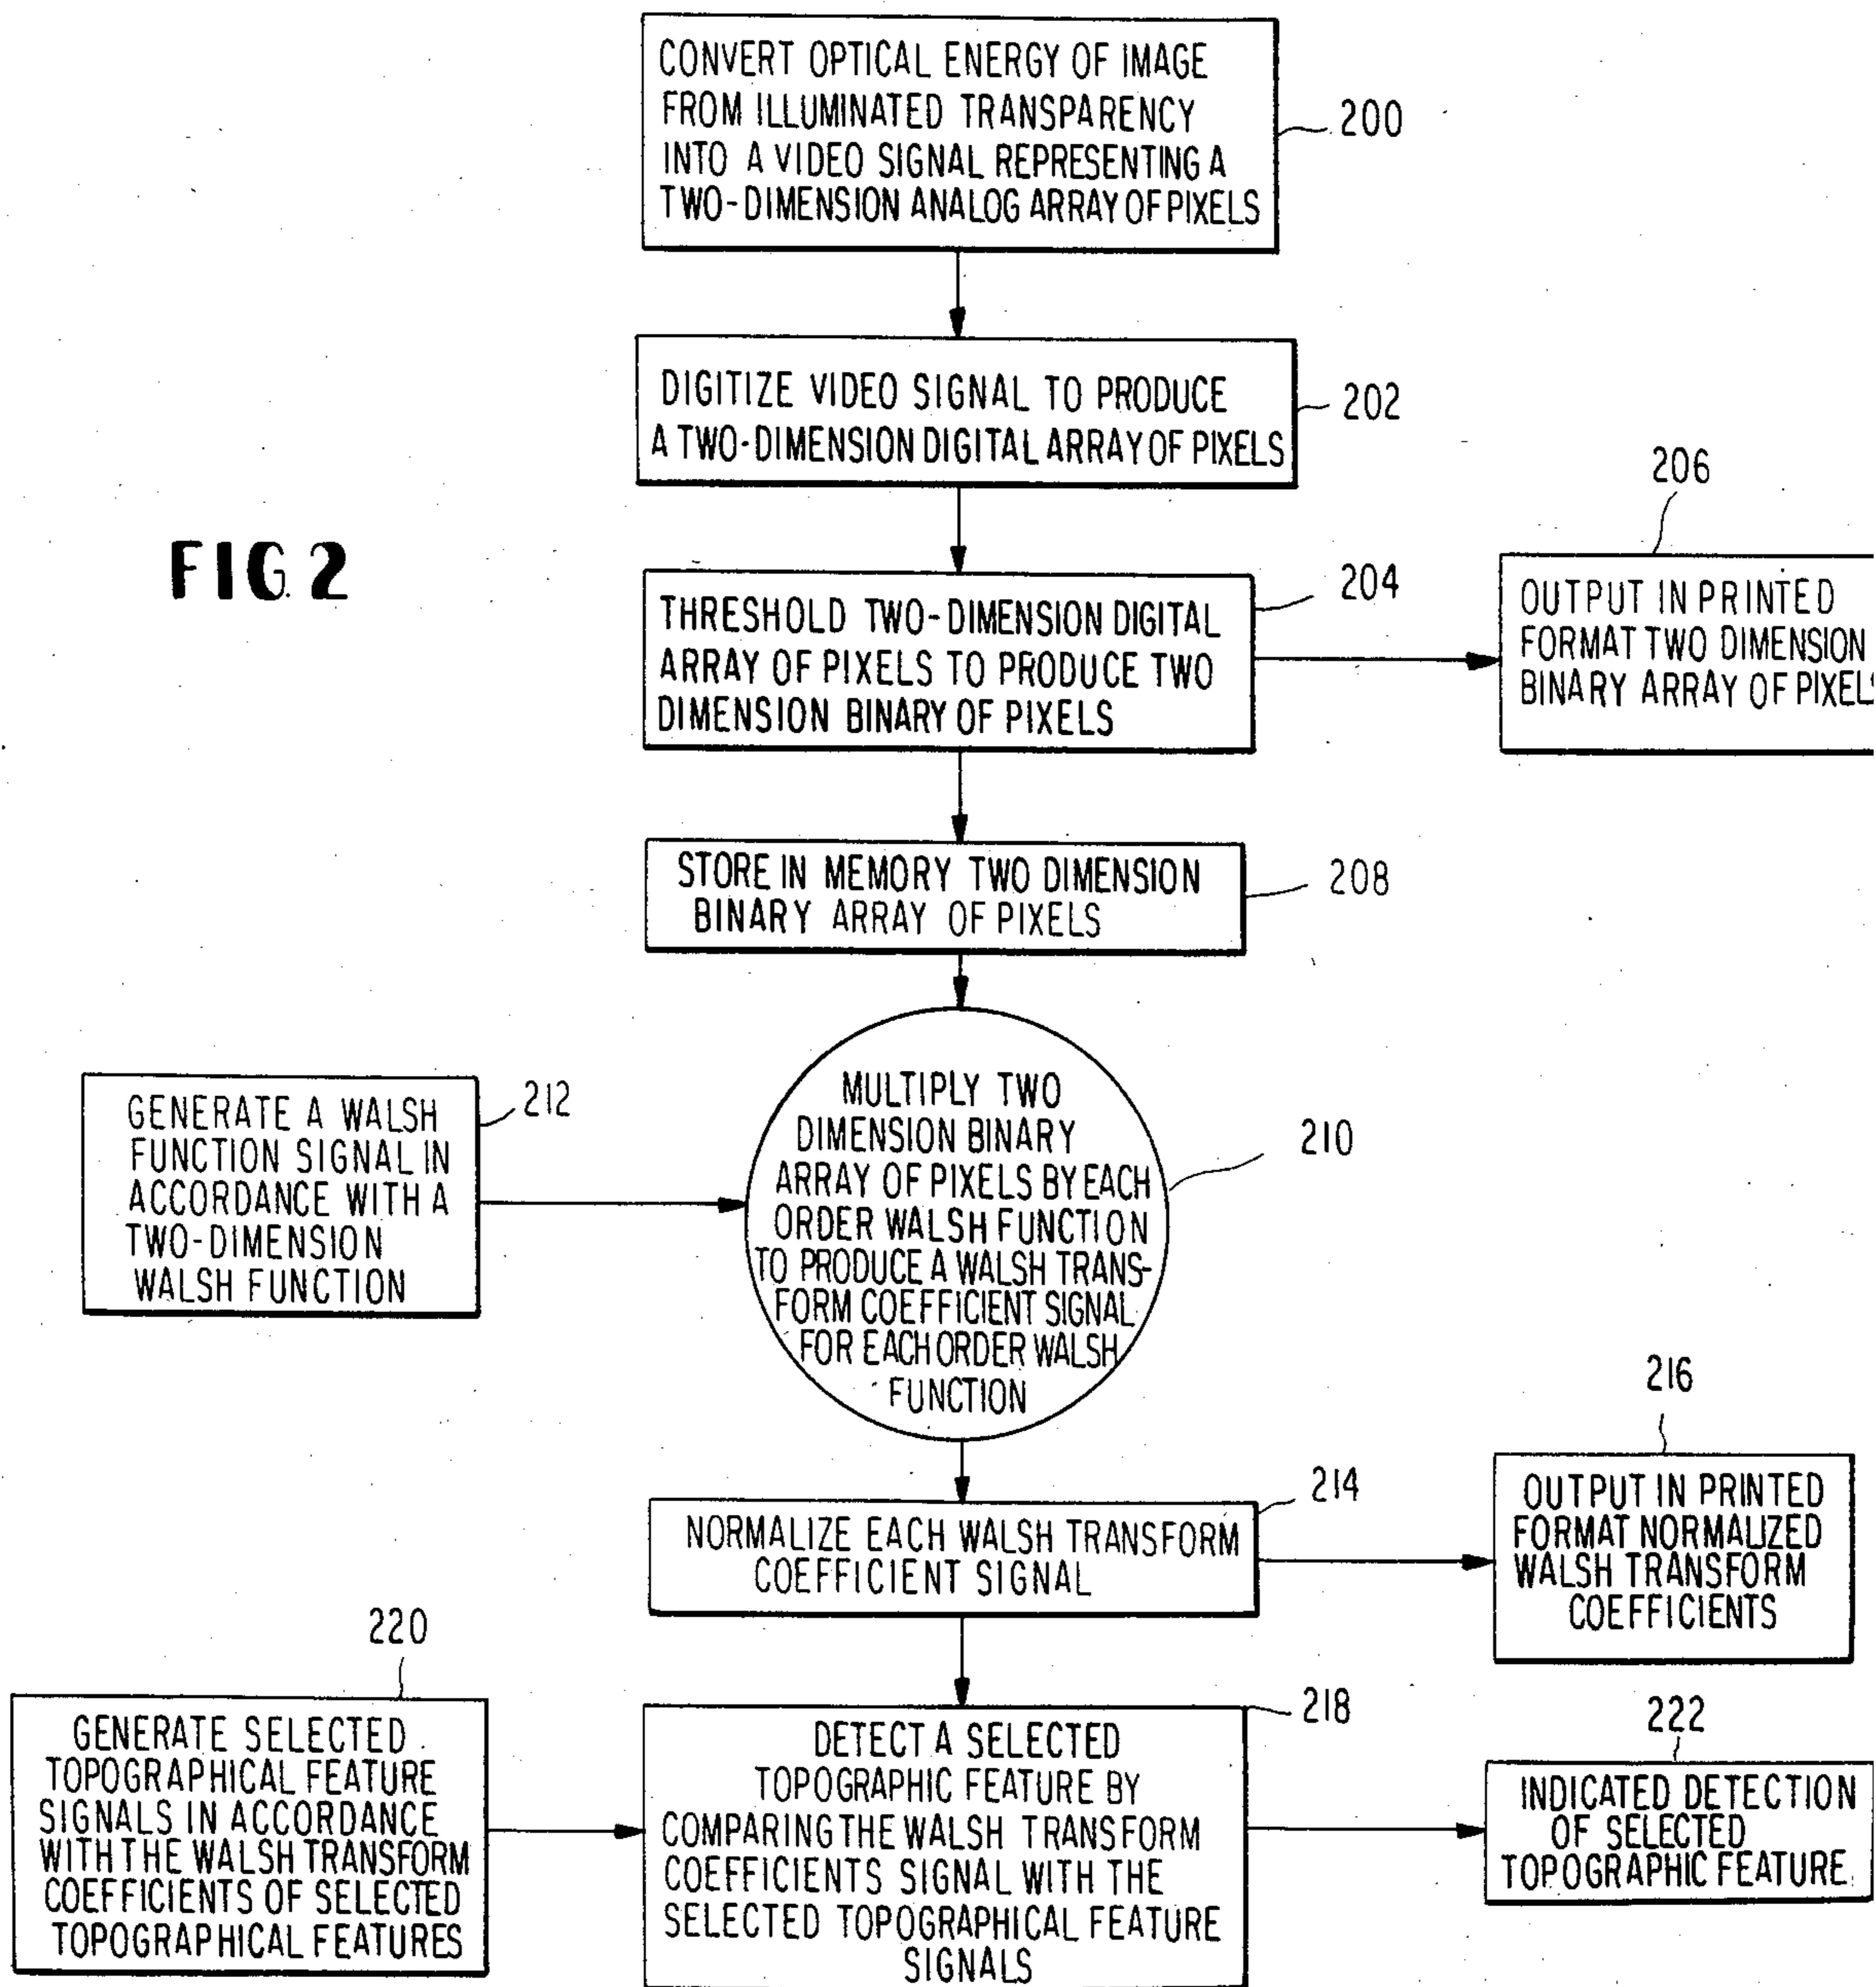 CONVERT OPTICAL ENERGY OF IMAGE
FROM ILLUMINATED TRANSPARENCY
INTO A VIDEO SIGNAL REPRESENTING A
TWO-DIMENSION ANALOG ARRAY OF PIXELS
200
DIGITIZE VIDEO SIGNAL TO PRODUCE
A TWO-DIMENSION DIGITAL ARRAY OF PIXELS
202
FIG. 2
THRESHOLD TWO-DIMENSION DIGITAL
ARRAY OF PIXELS TO PRODUCE TWO
DIMENSION BINARY OF PIXELS
204
206
OUTPUT IN PRINTED
FORMAT TWO DIMENSION
BINARY ARRAY OF PIXELS
STORE IN MEMORY TWO DIMENSION
BINARY ARRAY OF PIXELS
208
GENERATE A WALSH
FUNCTION SIGNAL IN
ACCORDANCE WITH A
TWO-DIMENSION
WALSH FUNCTION
212
MULTIPLY TWO
DIMENSION BINARY
ARRAY OF PIXELS BY EACH
ORDER WALSH FUNCTION
TO PRODUCE A WALSH TRANS-
FORM COEFFICIENT SIGNAL
FOR EACH ORDER WALSH
FUNCTION
210
NORMALIZE EACH WALSH TRANSFORM
COEFFICIENT SIGNAL
214
216
OUTPUT IN PRINTED
FORMAT NORMALIZED
WALSH TRANSFORM
COEFFICIENTS
220
GENERATE SELECTED
TOPOGRAPHICAL FEATURE
SIGNALS IN ACCORDANCE
WITH THE WALSH TRANSFORM
COEFFICIENTS OF SELECTED
TOPOGRAPHICAL FEATURES
DETECT A SELECTED
TOPOGRAPHIC FEATURE BY
COMPARING THE WALSH TRANSFORM
COEFFICIENTS SIGNAL WITH THE
SELECTED TOPOGRAPHICAL FEATURE
SIGNALS
218
222
INDICATED DETECTION
OF SELECTED
TOPOGRAPHIC FEATURE.